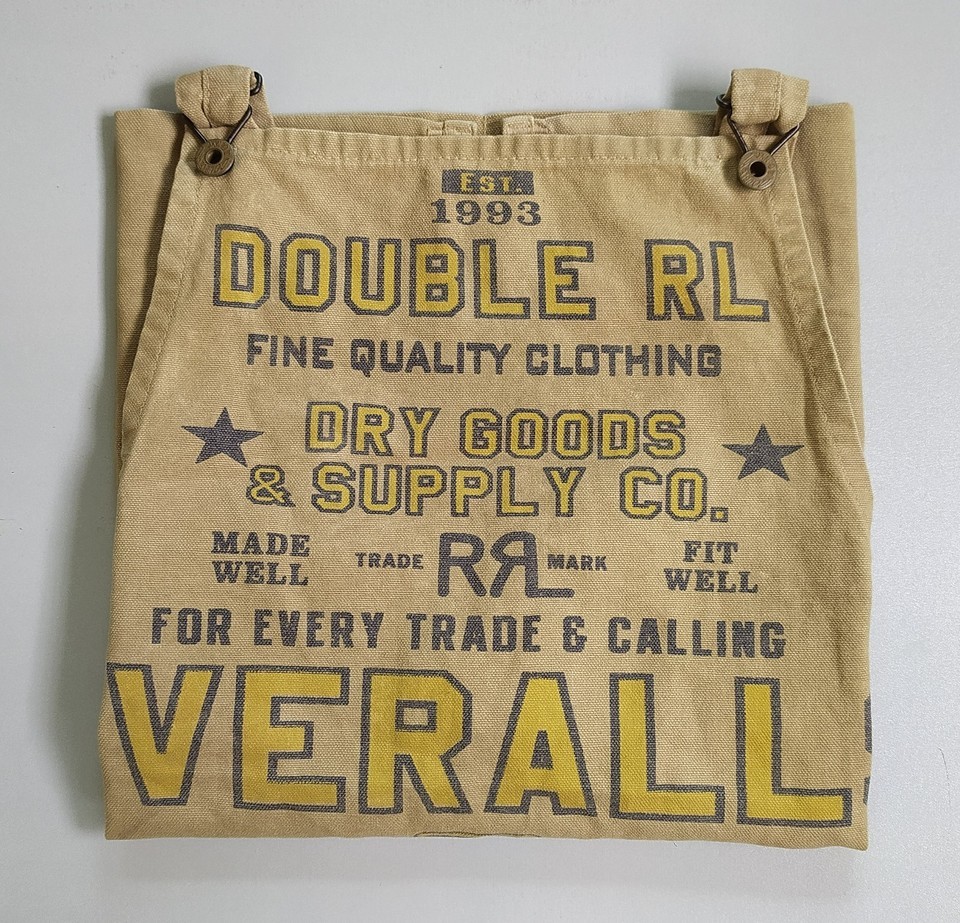 EST.
1993
DOUBLE RL
FINE QUALITY CLOTHING
DRY GOODS
& SUPPLY CO.
MADE WELL
TRADE RRL MARK
FIT WELL
FOR EVERY TRADE & CALLING
VERALL